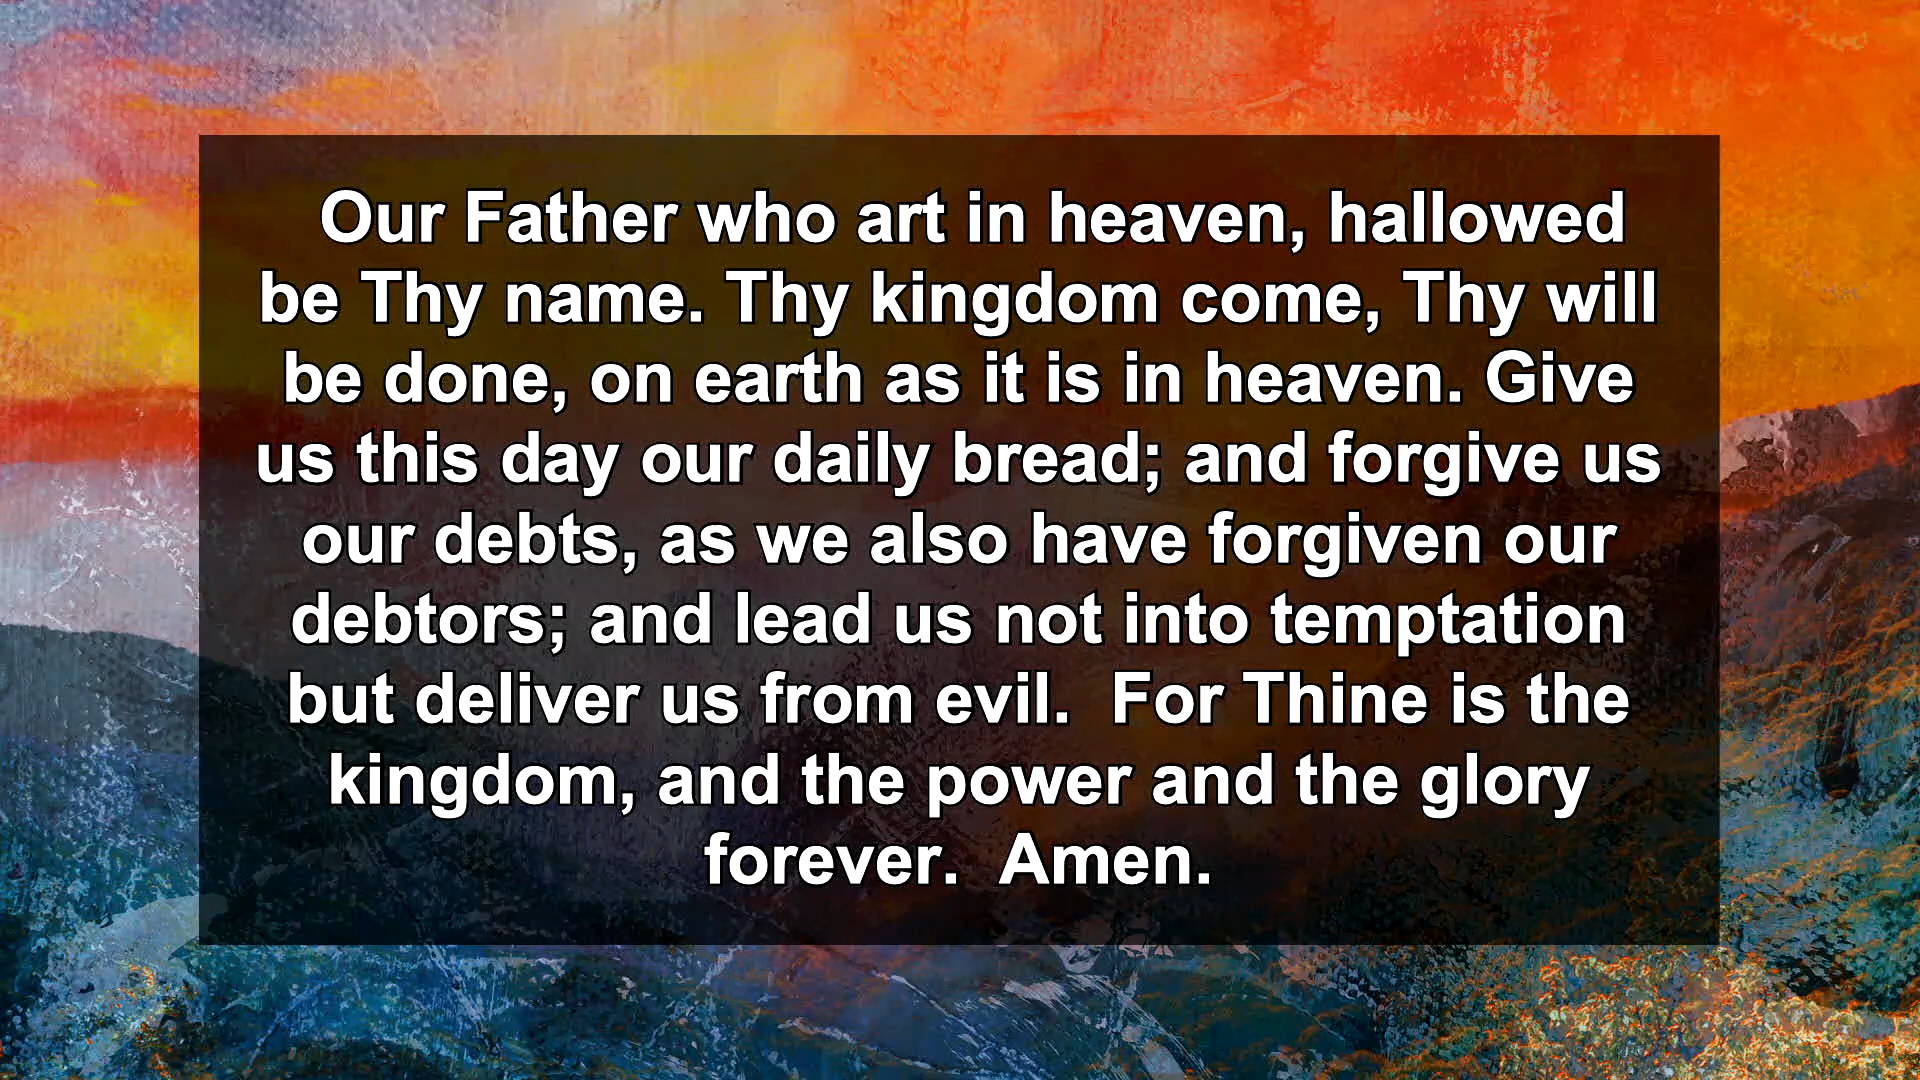 Our Father who art in heaven, hallowed
be Thy name. Thy kingdom come, Thy will
be done, on earth as it is in heaven. Give
us this day our daily bread; and forgive us
our debts, as we also have forgiven our
debtors; and lead us not into temptation
but deliver us from evil.  For Thine is the
kingdom, and the power and the glory
forever.  Amen.